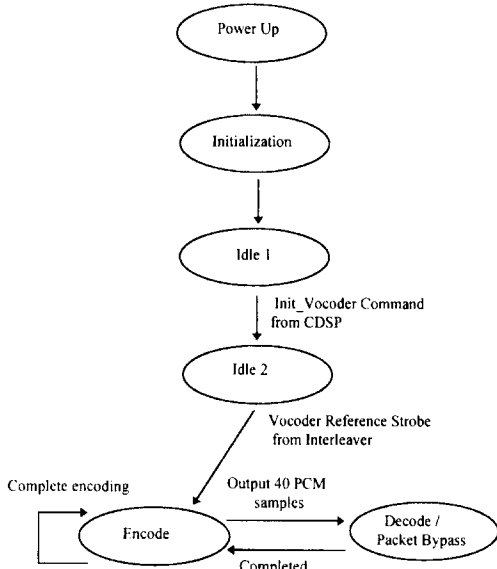 Power Up
Initialization
Idle 1
Init_Vocoder Command
from CDSP
Idle 2
Vocoder Reference Strobe
from Interleaver
Complete encoding
Output 40 PCM
samples
Encode
Decode /
Packet Bypass
Completed